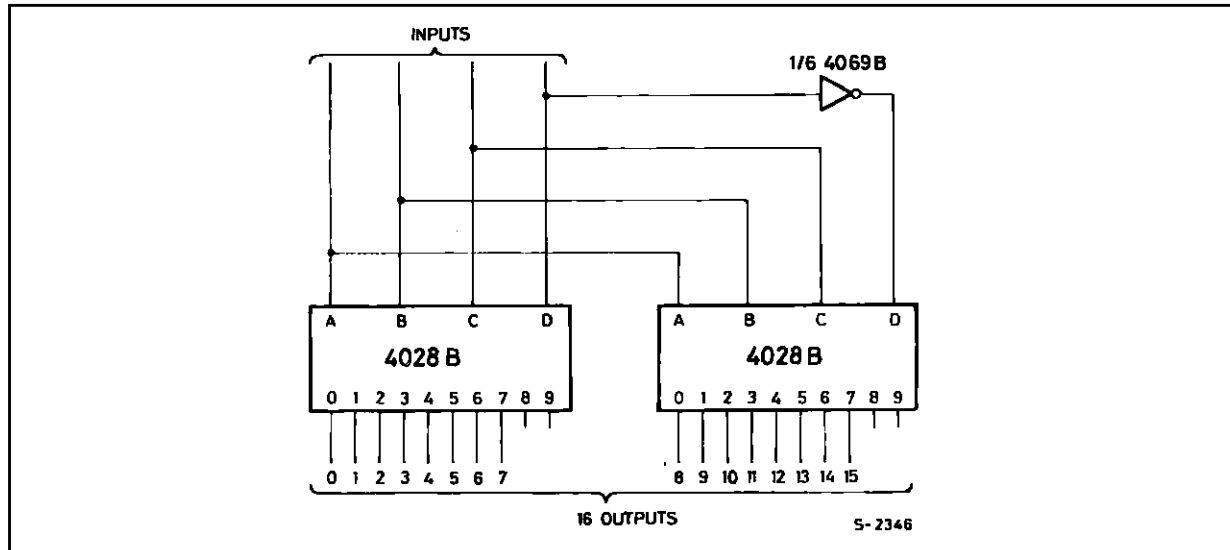 INPUTS
1/6 4069B
A B C D
A B C D
4028 B
4028 B
0 1 2 3 4 5 6 7 8 9
0 1 2 3 4 5 6 7 8 9
0 1 2 3 4 5 6 7
8 9 10 11 12 13 14 15
16 OUTPUTS
S-2346